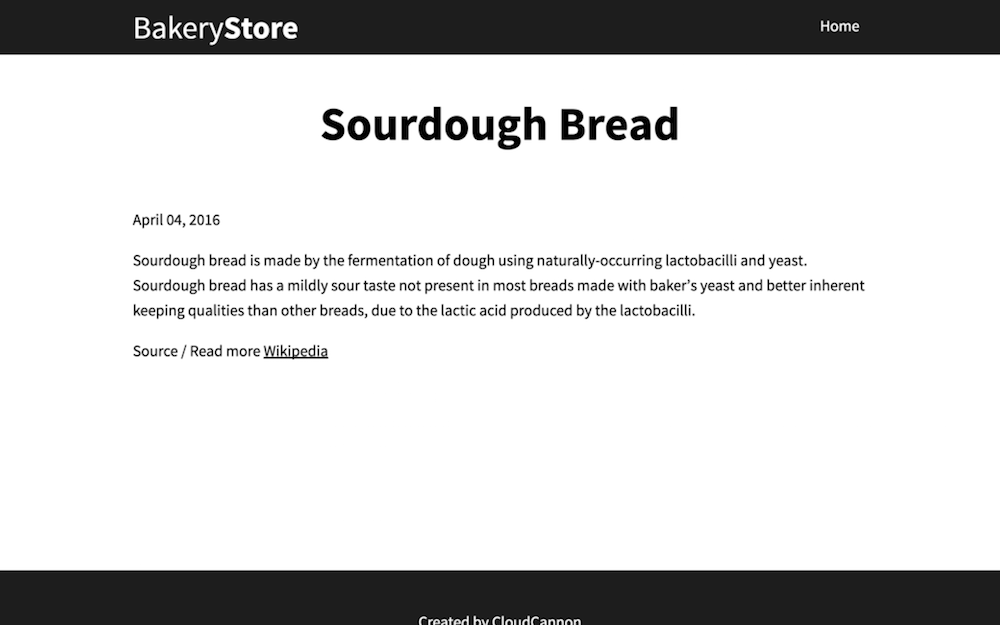 BakeryStore
Home
Sourdough Bread
April 04, 2016
Sourdough bread is made by the fermentation of dough using naturally-occurring lactobacilli and yeast.
Sourdough bread has a mildly sour taste not present in most breads made with baker’s yeast and better inherent
keeping qualities than other breads, due to the lactic acid produced by the lactobacilli.
Source / Read more Wikipedia
Created by CloudCannon